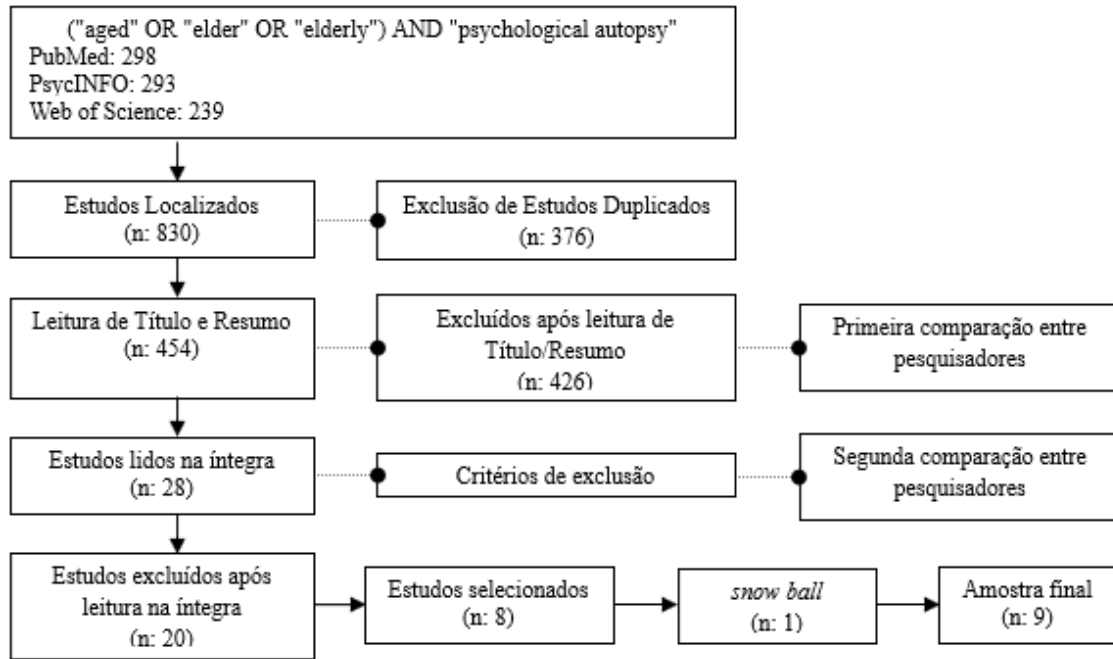 ("aged" OR "elder" OR "elderly") AND "psychological autopsy"
PubMed: 298
PsycINFO: 293
Web of Science: 239
Estudos Localizados
(n: 830)
Exclusão de Estudos Duplicados
(n: 376)
Leitura de Título e Resumo
(n: 454)
Excluídos após leitura de
Título/Resumo
(n: 426)
Primeira comparação entre
pesquisadores
Estudos lidos na íntegra
(n: 28)
Critérios de exclusão
Segunda comparação entre
pesquisadores
Estudos excluídos após
leitura na íntegra
(n: 20)
Estudos selecionados
(n: 8)
snow ball
(n: 1)
Amostra final
(n: 9)